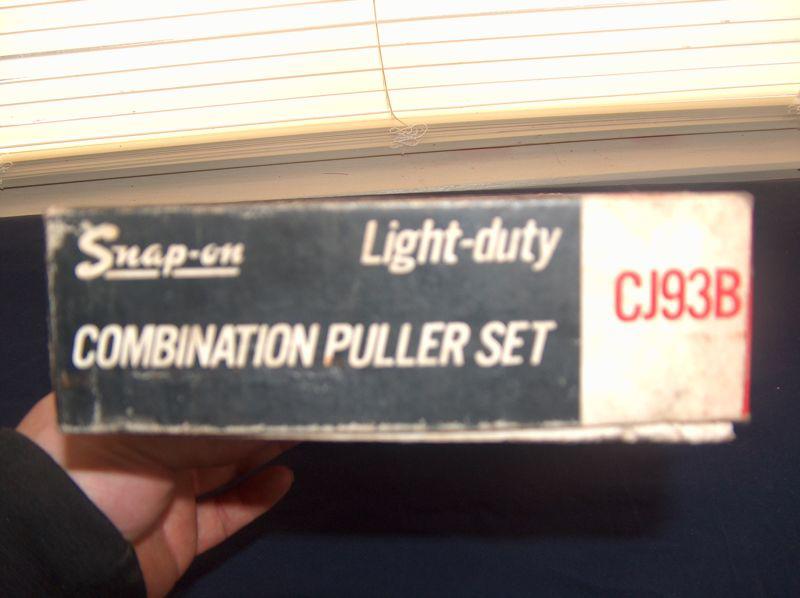 Snap-on Light-duty
COMBINATION PULLER SET
CJ93B